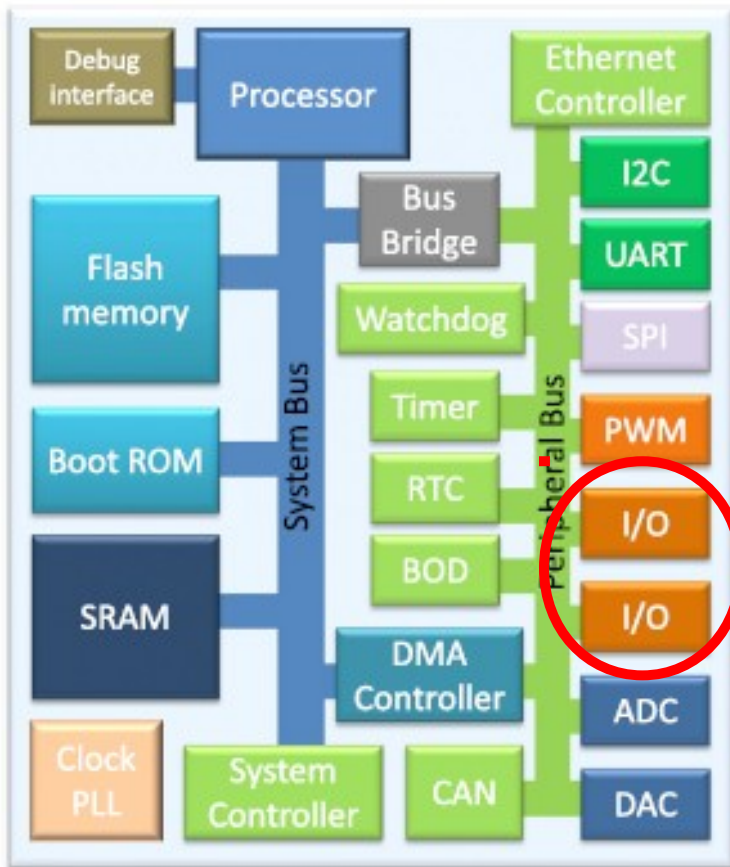 Debug
interface
Processor
Ethernet
Controller
I2C
Bus
Bridge
UART
Flash
memory
Watchdog
SPI
System Bus
Peripheral Bus
Timer
PWM
Boot ROM
RTC
I/O
BOD
I/O
SRAM
DMA
Controller
ADC
Clock
PLL
System
Controller
CAN
DAC